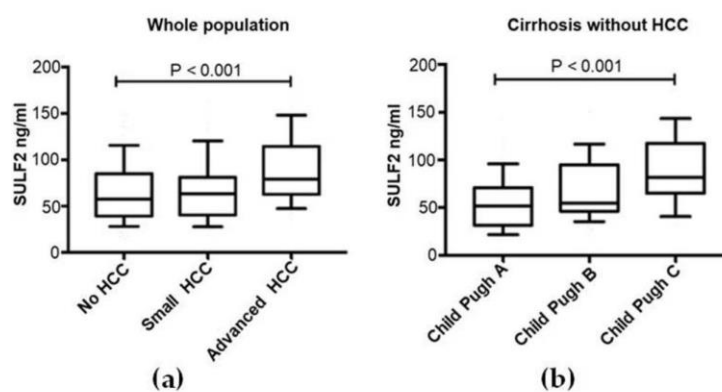 Whole population
P < 0.001
200
150
100
50
0
SULF2 ng/ml
No HCC
Small HCC
Advanced HCC
(a)
Cirrhosis without HCC
P < 0.001
200
150
100
50
0
SULF2 ng/ml
Child Pugh A
Child Pugh B
Child Pugh C
(b)